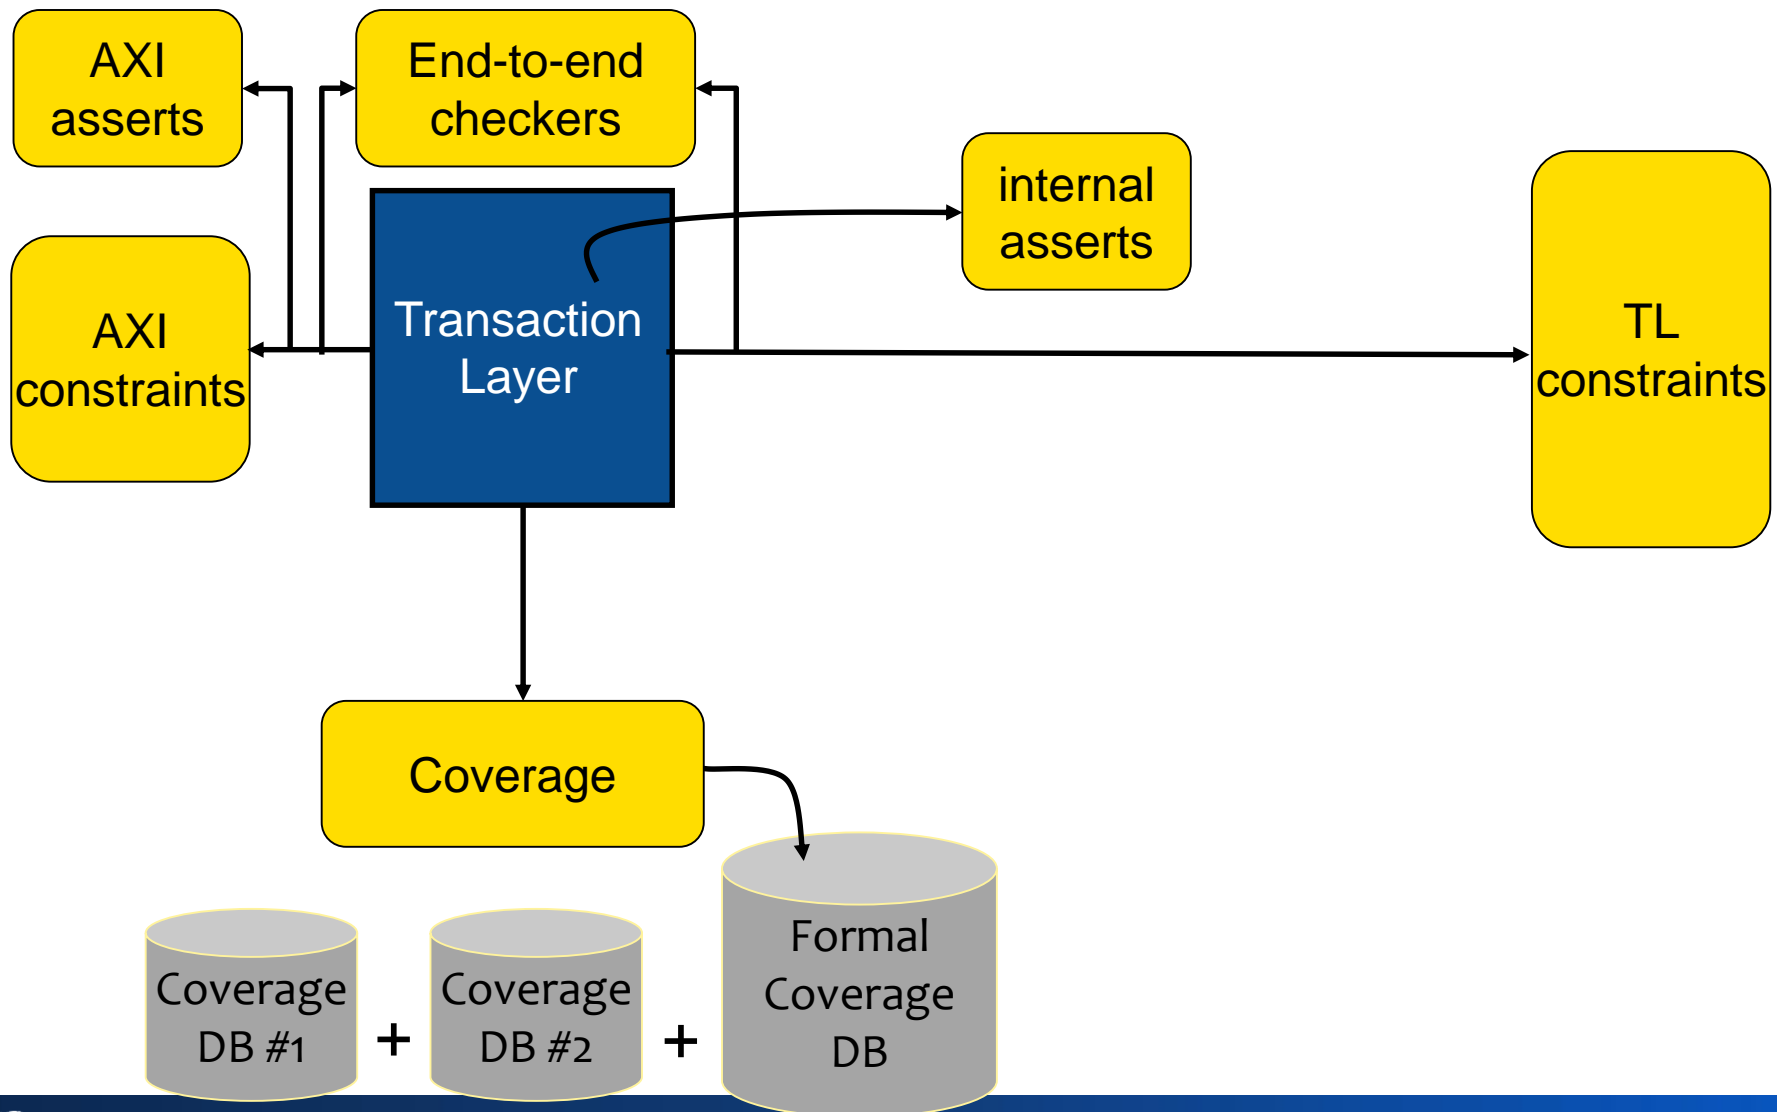 AXI
asserts
End-to-end
checkers
internal
asserts
AXI
constraints
Transaction
Layer
TL
constraints
Coverage
Formal
Coverage
DB
Coverage
DB #1
+
Coverage
DB #2
+